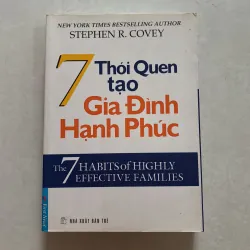 NEW YORK TIMES BESTSELLING AUTHOR
STEPHEN R. COVEY
7 Thói Quen
tạo
Gia Đình
Hạnh Phúc
The 7 HABITS of HIGHLY
EFFECTIVE FAMILIES
NHÀ XUẤT BẢN TRẺ